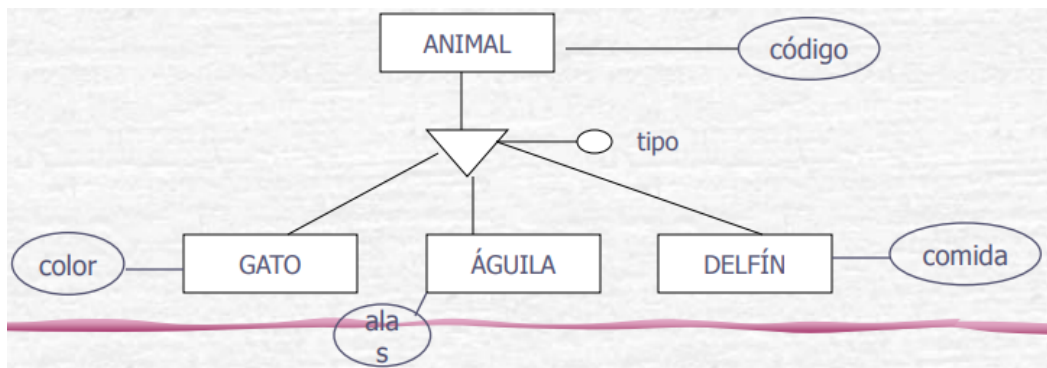 ANIMAL
código
tipo
color
GATO
ÁGUILA
DELFÍN
comida
ala
s